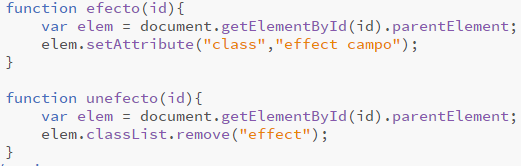 function efecto(id){
    var elem = document.getElementById(id).parentElement;
    elem.setAttribute("class","effect campo");
}
function unefecto(id){
    var elem = document.getElementById(id).parentElement;
    elem.classList.remove("effect");
}